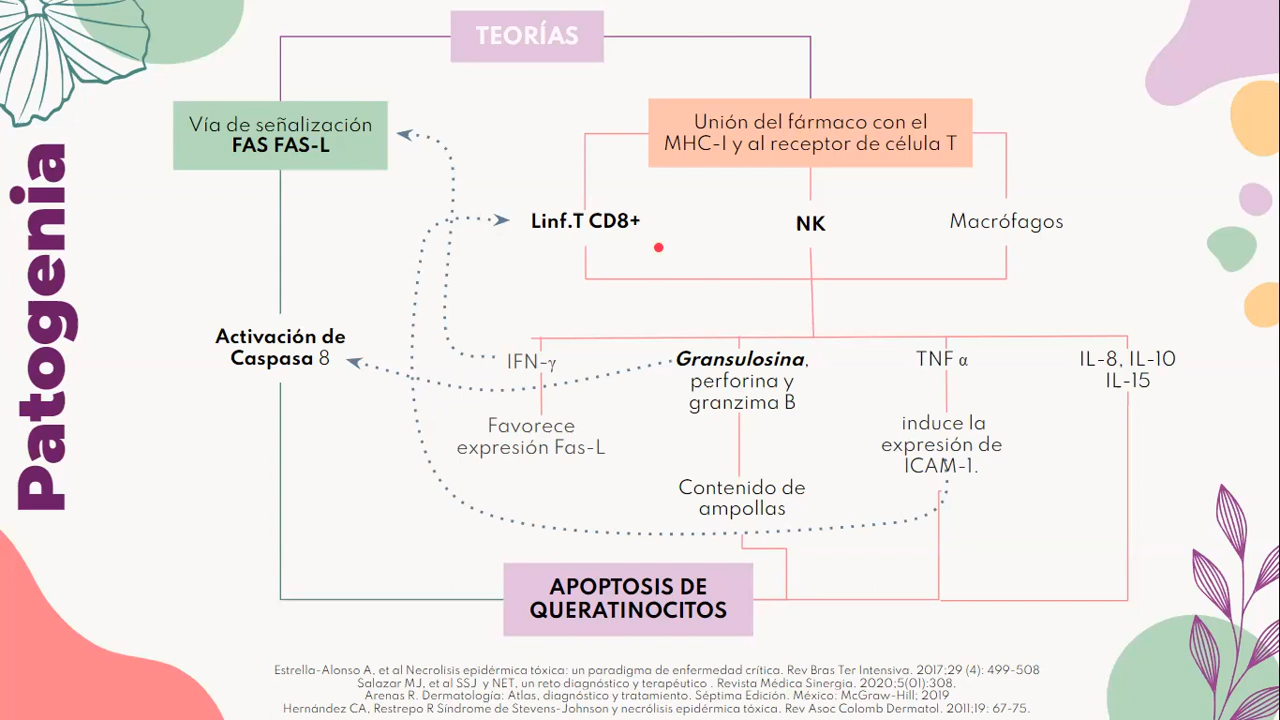 Patogenia
TEORÍAS
Vía de señalización
FAS FAS-L
Unión del fármaco con el
MHC-I y al receptor de célula T
Linf.T CD8+
NK
Macrófagos
Activación de
Caspasa 8
IFN-γ
Favorece
expresión Fas-L
Gransulosina,
perforina y
granzima B
Contenido de
ampollas
TNF α
induce la
expresión de
ICAM-1.
IL-8, IL-10
IL-15
APOPTOSIS DE
QUERATINOCITOS
Estrella-Alonso A, et al Necrolisis epidérmica tóxica: un paradigma de enfermedad crítica. Rev Bras Ter Intensiva. 2017;29 (4): 499-508
Salazar MJ, et al SSJ y NET, un reto diagnóstico y terapéutico . Revista Médica Sinergia. 2020;5(01):308.
Arenas R. Dermatología: Atlas, diagnóstico y tratamiento. Séptima Edición. México: McGraw-Hill; 2019
Hernández CA, Restrepo R Síndrome de Stevens-Johnson y necrólisis epidérmica tóxica. Rev Asoc Colomb Dermatol. 2011;19: 67-75.